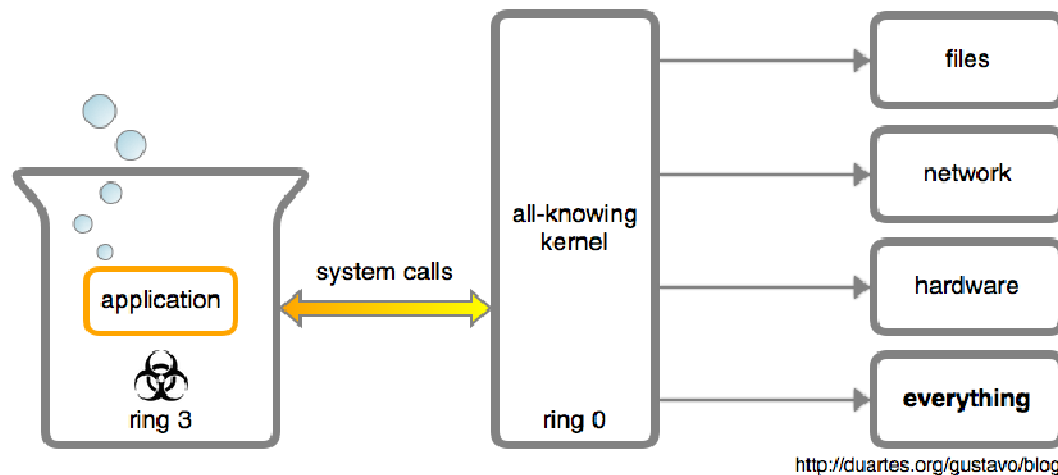 files
network
all-knowing
kernel
system calls
application
hardware
everything
ring 3
ring 0
http://duartes.org/gustavo/blog